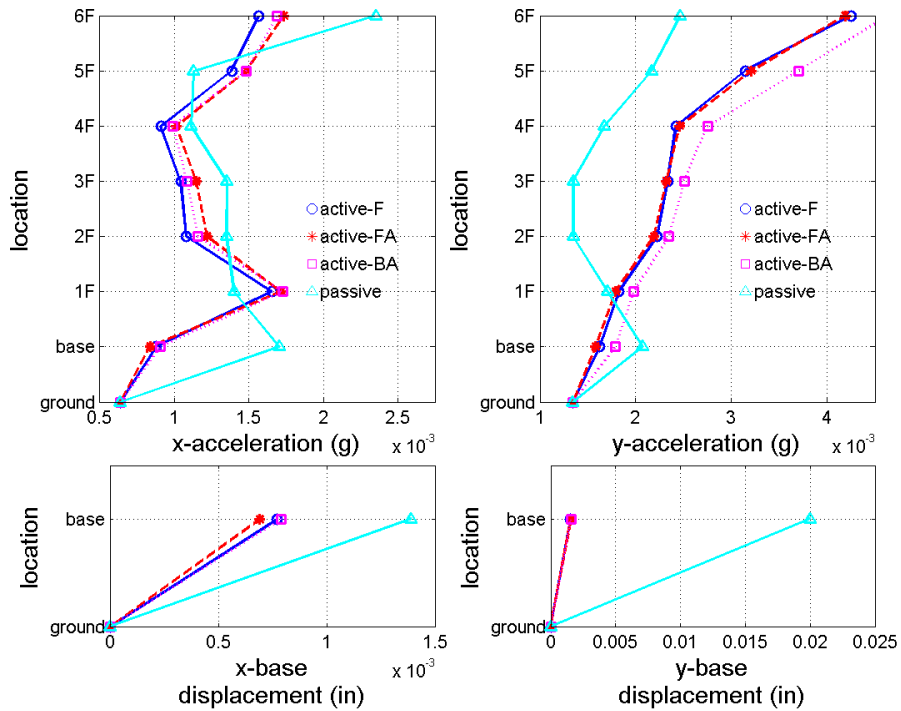 6F
5F
4F
3F
2F
1F
base
ground
location
active-F
active-FA
active-BA
passive
0.5 1 1.5 2 2.5
x-acceleration (g)
x 10⁻³
6F
5F
4F
3F
2F
1F
base
ground
location
active-F
active-FA
active-BA
passive
1 2 3 4
y-acceleration (g)
x 10⁻³
base
ground
location
0 0.5 1 1.5
x-base
displacement (in)
x 10⁻³
base
ground
location
0 0.005 0.01 0.015 0.02 0.025
y-base
displacement (in)